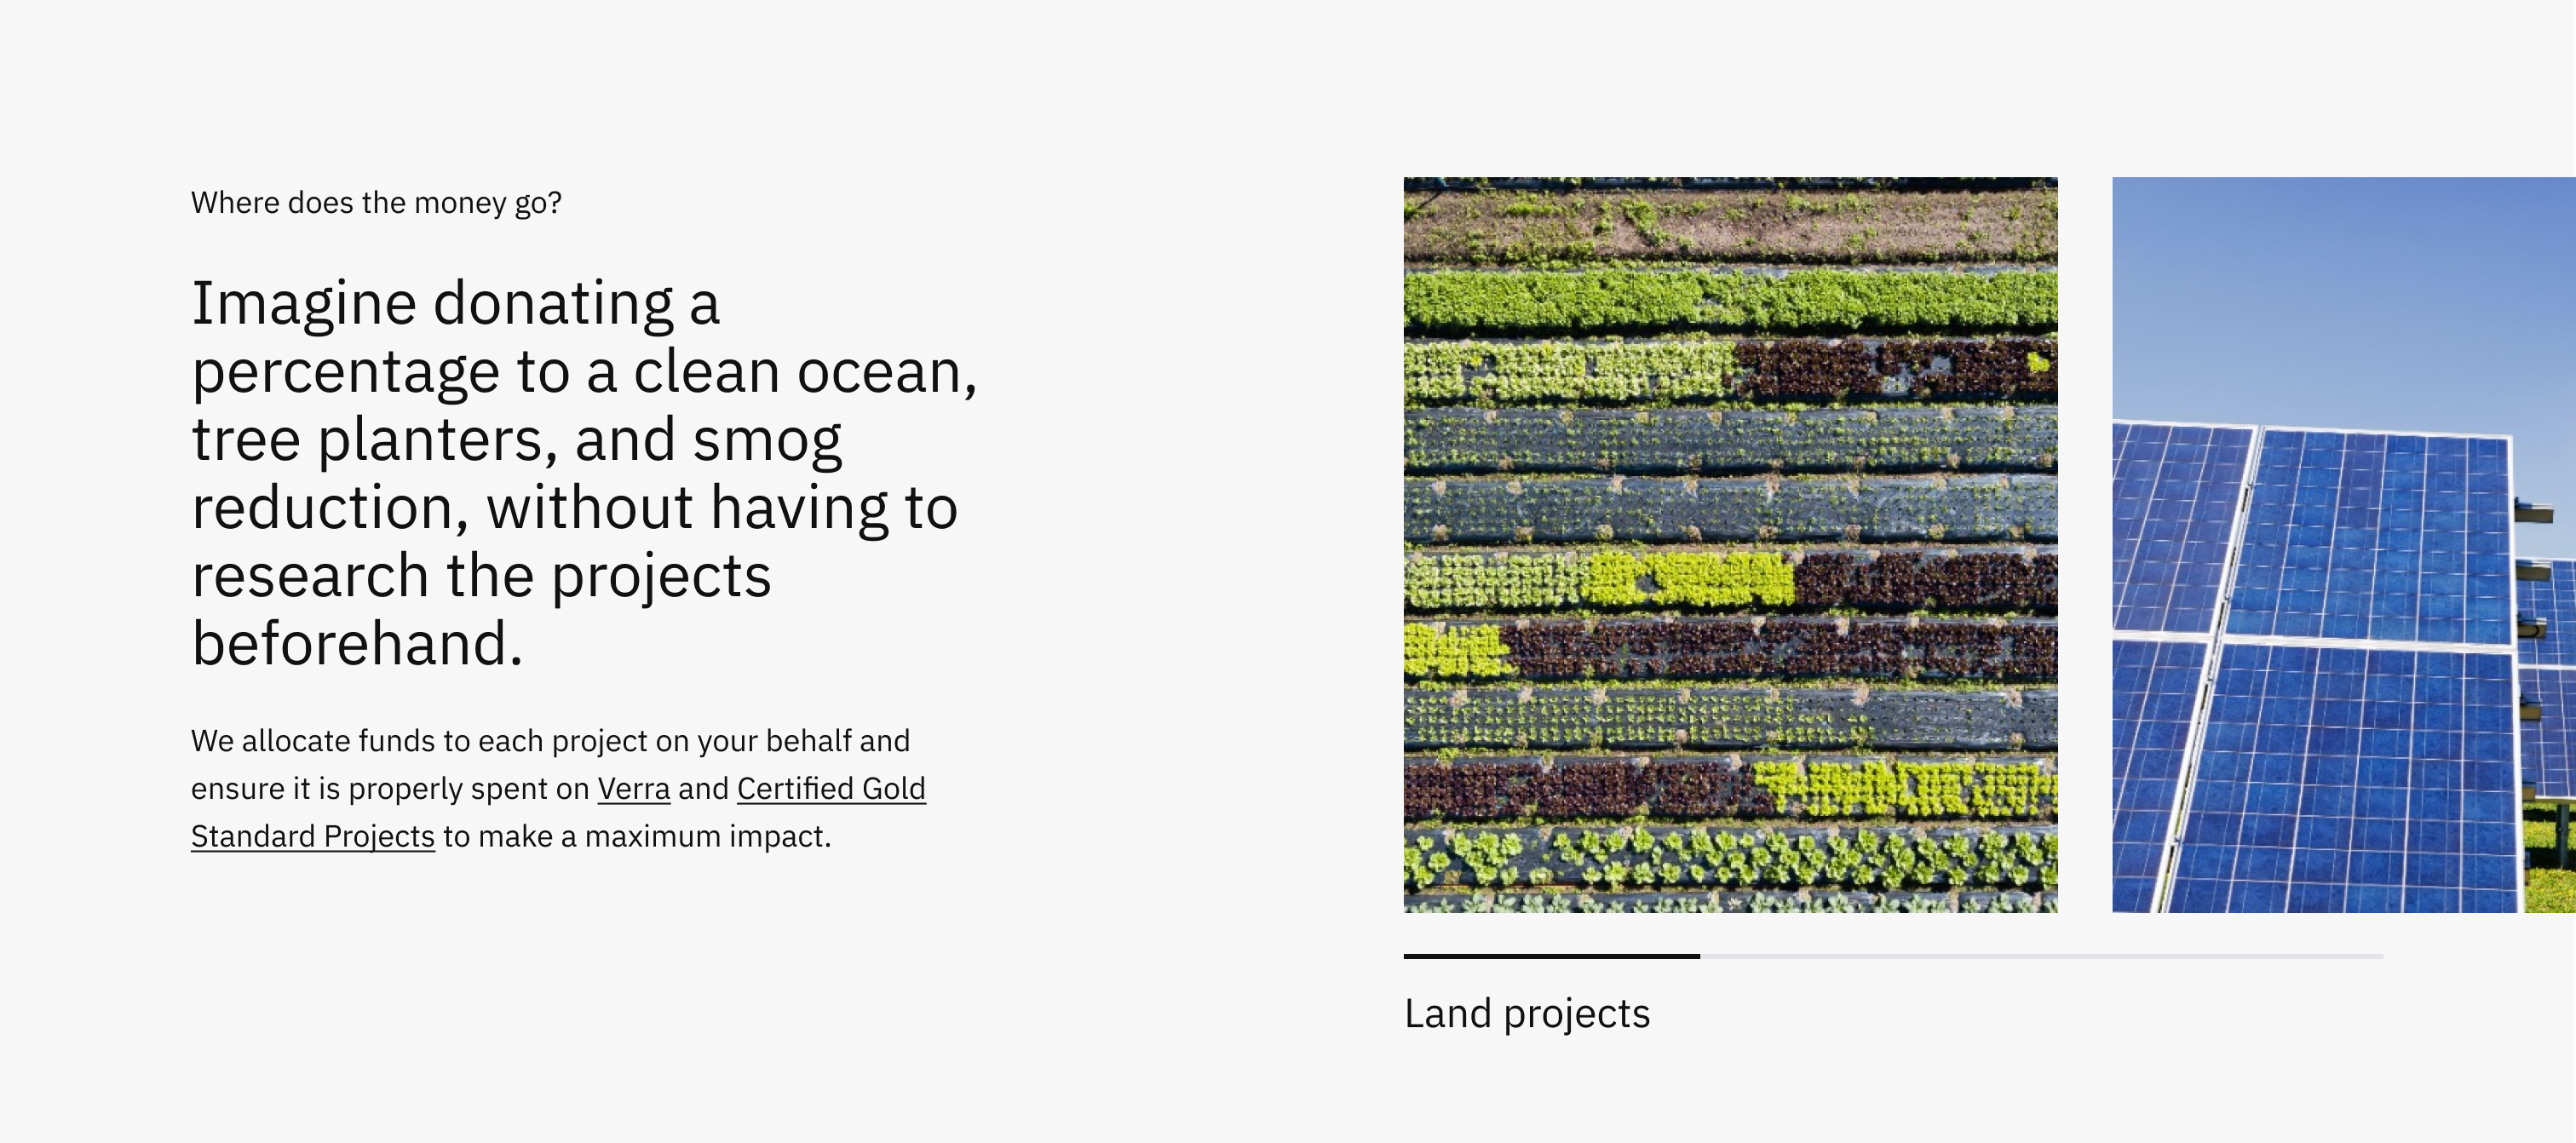 Where does the money go?
Imagine donating a
percentage to a clean ocean,
tree planters, and smog
reduction, without having to
research the projects
beforehand.
We allocate funds to each project on your behalf and
ensure it is properly spent on Verra and Certified Gold
Standard Projects to make a maximum impact.
Land projects